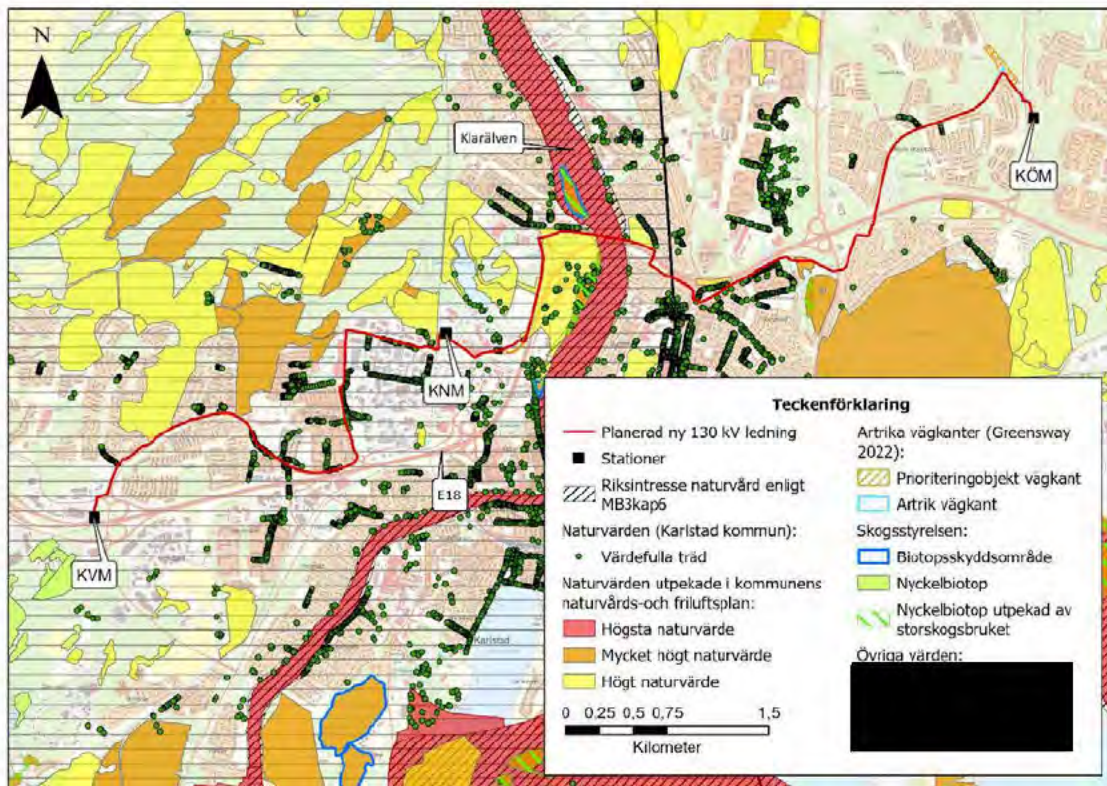 N
Klarälven
KÖM
KNM
E18
KVM
Karlstad
Teckenförklaring
Planerad ny 130 kV ledning
Stationer
Riksintresse naturvård enligt
MB3kap6
Naturvärden (Karlstad kommun):
Värdefulla träd
Naturvärden utpekade i kommunens
naturvårds-och friluftsplan:
Högsta naturvärde
Mycket högt naturvärde
Högt naturvärde
0 0,25 0,5 0,75 1,5
Kilometer
Artrika vägkanter (Greensway
2022):
Prioriteringobjekt vägkant
Artrik vägkant
Skogsstyrelsen:
Biotopsskyddsområde
Nyckelbiotop
Nyckelbiotop utpekad av
storskogsbruket
Övriga värden: